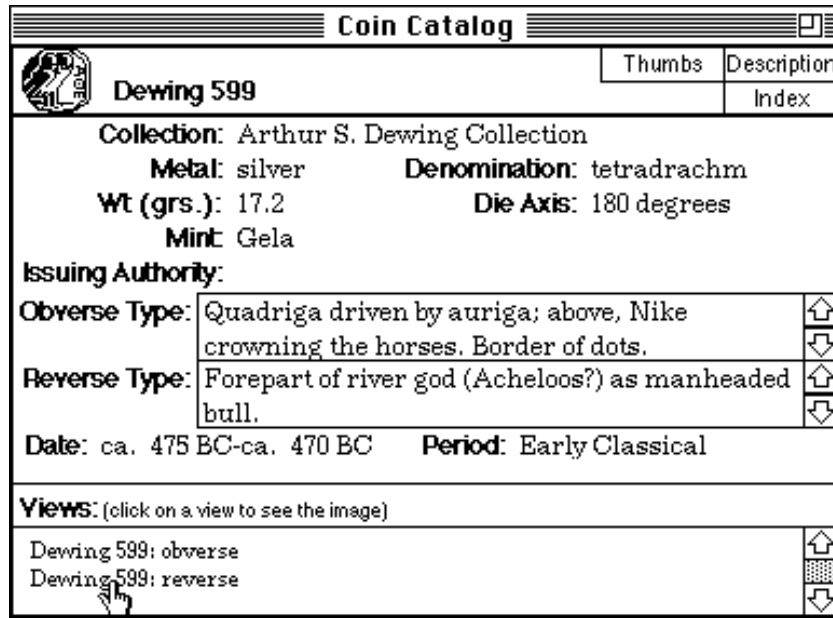 Coin Catalog
Thumbs Description
Dewing 599
Index
Collection: Arthur S. Dewing Collection
Metal: silver Denomination: tetradrachm
Wt (grs.): 17.2 Die Axis: 180 degrees
Mint: Gela
Issuing Authority:
Obverse Type: Quadriga driven by auriga; above, Nike
crowning the horses. Border of dots.
Reverse Type: Forepart of river god (Acheloos?) as manheaded
bull.
Date: ca. 475 BC-ca. 470 BC Period: Early Classical
Views: (click on a view to see the image)
Dewing 599: obverse
Dewing 599: reverse